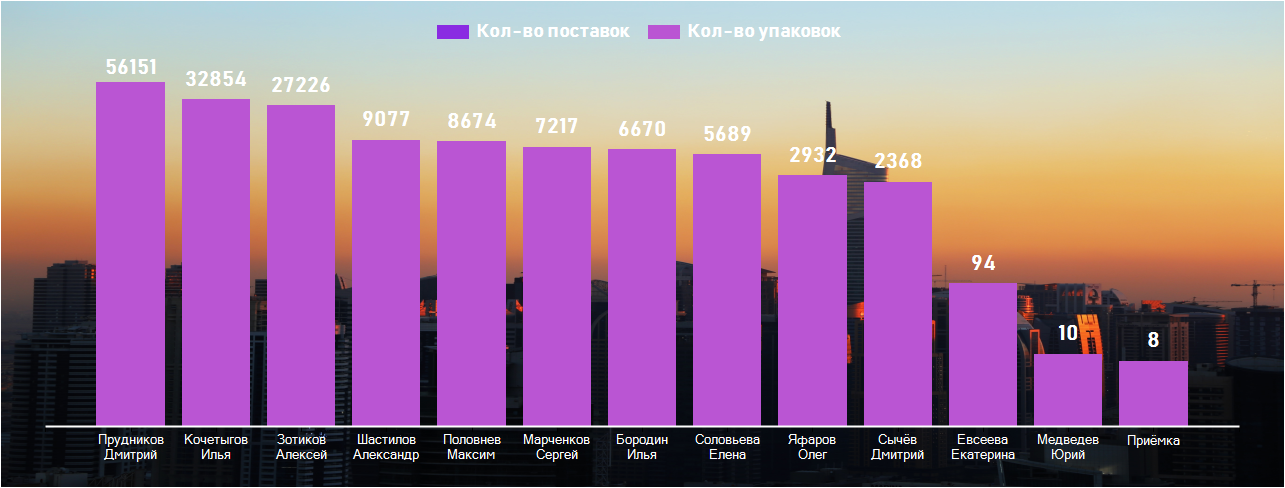 Кол-во поставок Кол-во упаковок
56151 32854 27226 9077 8674 7217 6670 5689 2932 2368 94 10 8
Прудников Кочетыгов Зотиков Шастилов Половнев Марченков Бородин Соловьева Яфаров Сычёв Евсеева Медведев Приёмка
Дмитрий Илья Алексей Александр Максим Сергей Илья Елена Олег Дмитрий Екатерина Юрий